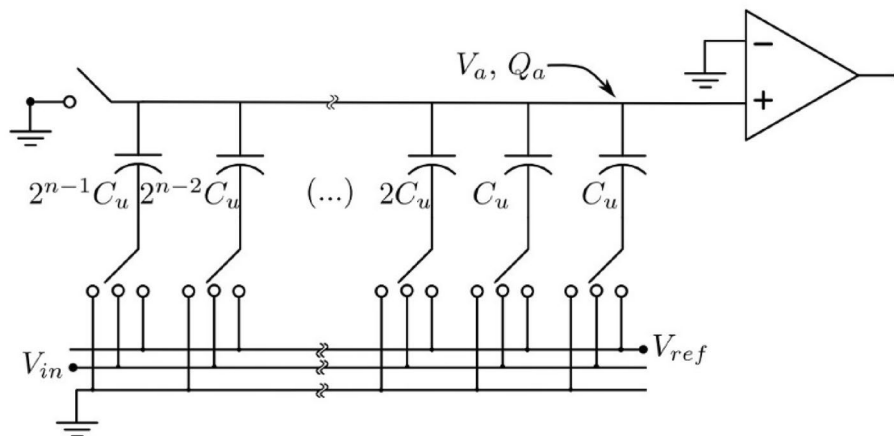 $V_a, Q_a$
−
+
$2^{n-1}C_u$ $2^{n-2}C_u$ (...) $2C_u$ $C_u$ $C_u$
$V_{ref}$
$V_{in}$